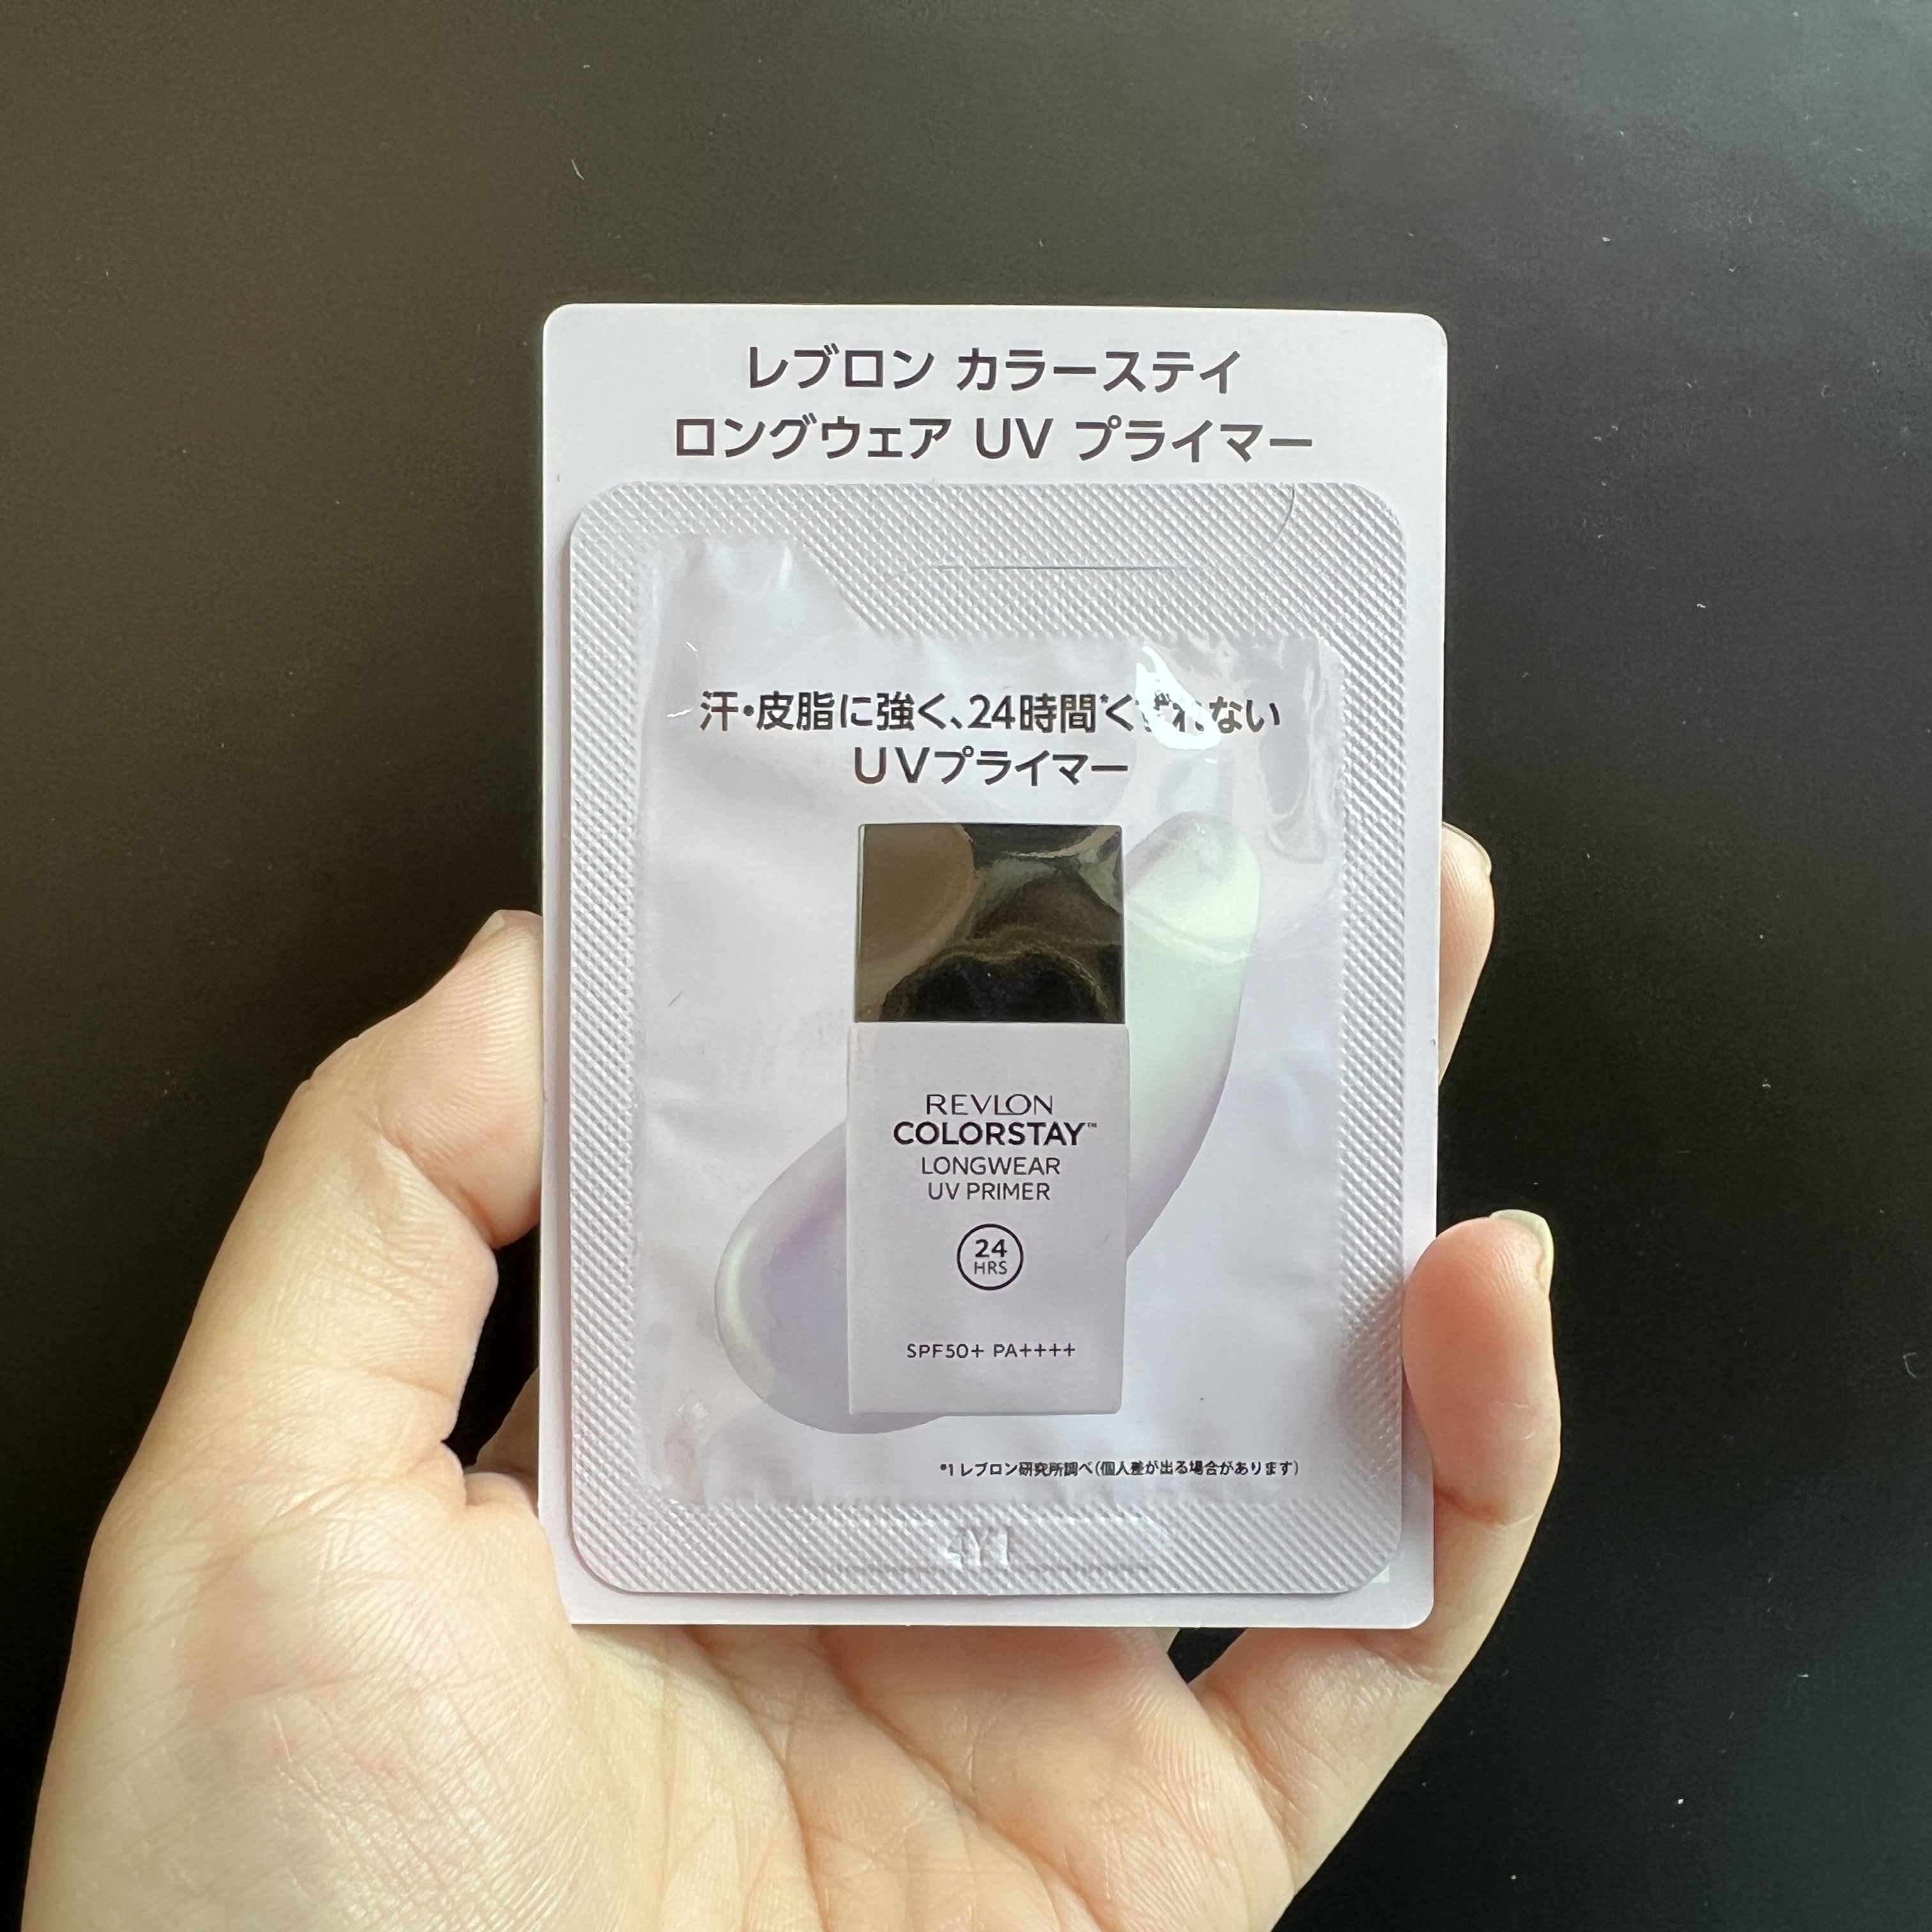 レブロン カラーステイ
ロングウェア UV プライマー
汗・皮脂に強く、24時間*くずれない
UVプライマー
REVLON
COLORSTAY™
LONGWEAR
UV PRIMER
24
HRS
SPF50+ PA++++
*1 レブロン研究所調べ(個人差が出る場合があります)
4Y1